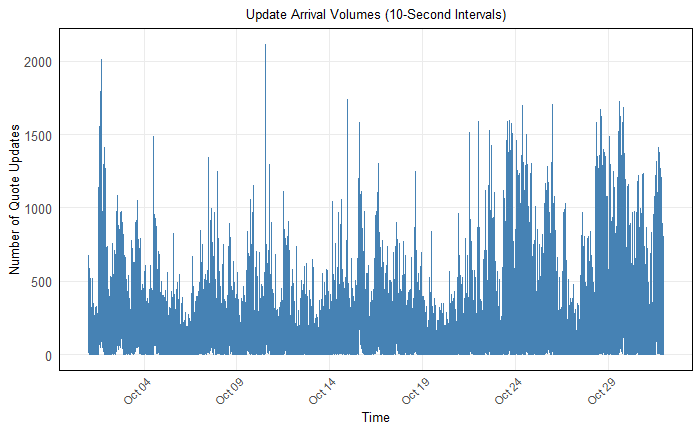 Update Arrival Volumes (10-Second Intervals)
Number of Quote Updates
2000
1500
1000
500
0
Oct 04
Oct 09
Oct 14
Oct 19
Oct 24
Oct 29
Time